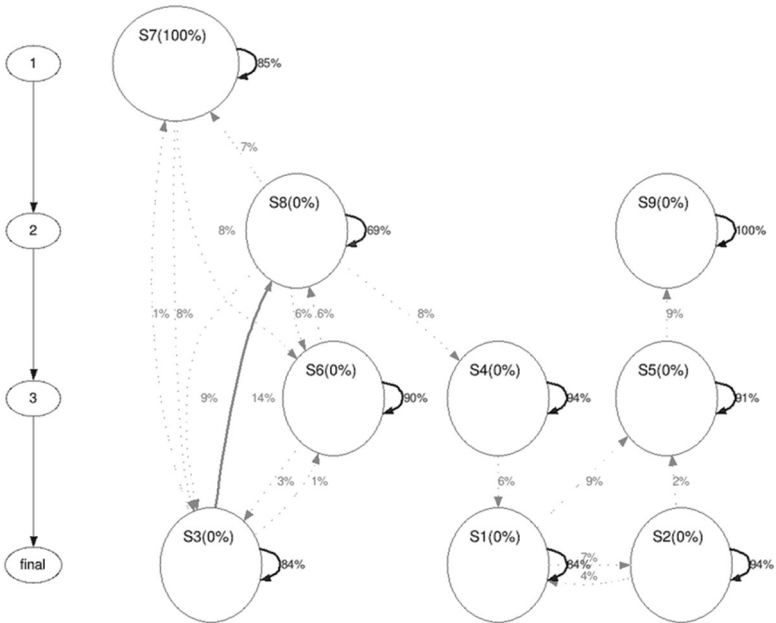 S7(100%)
1
85%
7%
S8(0%)
S9(0%)
2
8%
69%
100%
1%
8%
6%
6%
8%
9%
S6(0%)
S4(0%)
S5(0%)
3
9%
14%
90%
94%
91%
3%
1%
6%
9%
2%
S3(0%)
S1(0%)
S2(0%)
final
84%
84%
7%
4%
94%